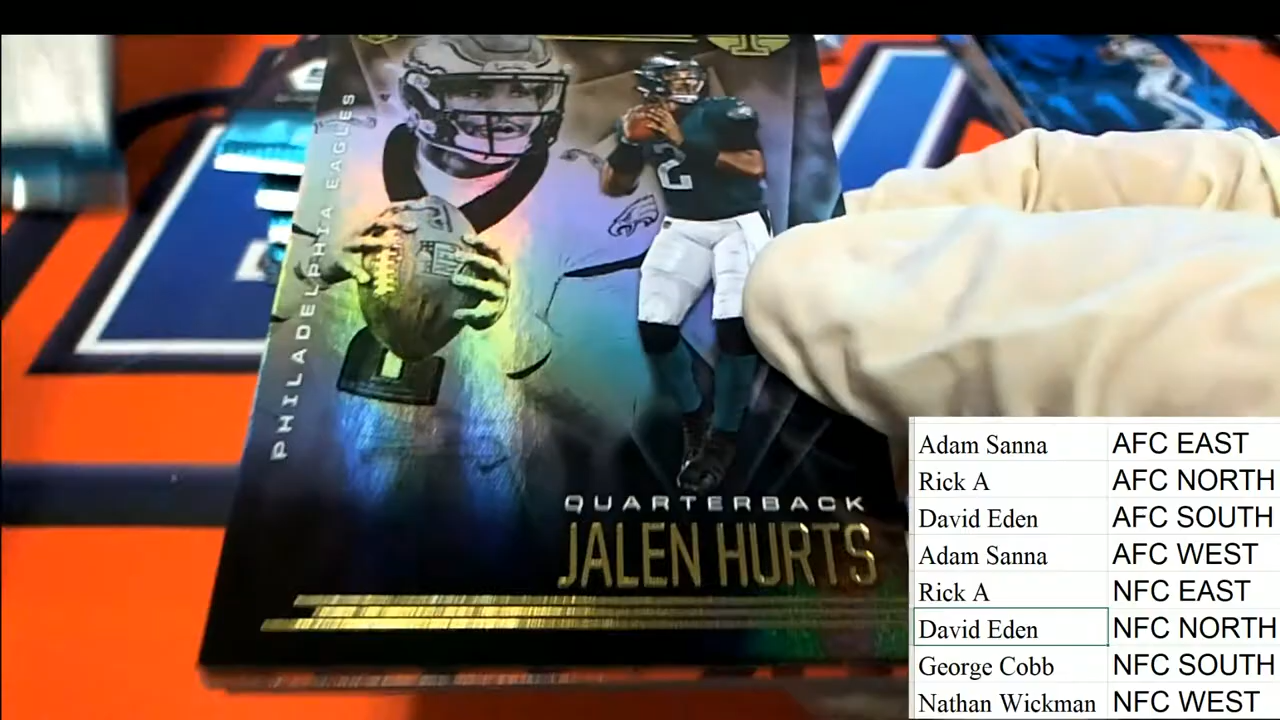 PHILADELPHIA EAGLES
2
NFL
QUARTERBACK
JALEN HURTS
Adam Sanna AFC EAST
Rick A AFC NORTH
David Eden AFC SOUTH
Adam Sanna AFC WEST
Rick A NFC EAST
David Eden NFC NORTH
George Cobb NFC SOUTH
Nathan Wickman NFC WEST